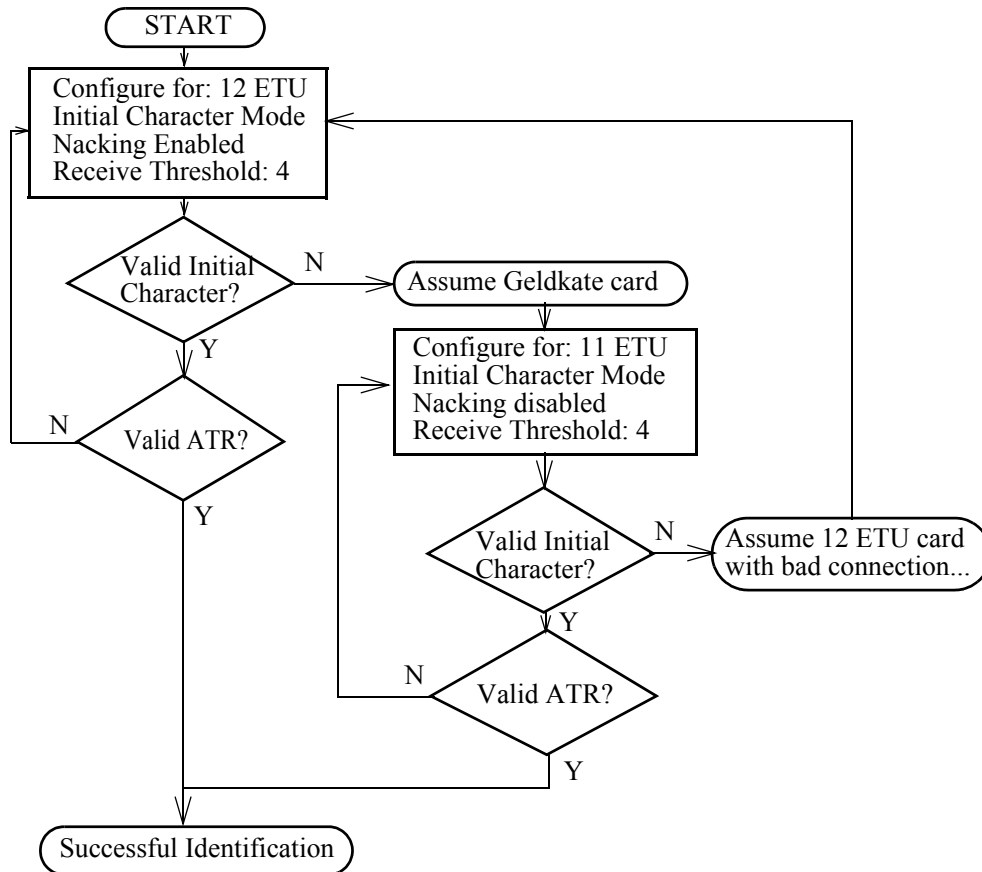 START
Configure for: 12 ETU
Initial Character Mode
Nacking Enabled
Receive Threshold: 4
Valid Initial
Character?
N
Y
Assume Geldkate card
Configure for: 11 ETU
Initial Character Mode
Nacking disabled
Receive Threshold: 4
N
Valid ATR?
Y
Valid Initial
Character?
N
Y
Assume 12 ETU card
with bad connection...
N
Valid ATR?
Y
Successful Identification